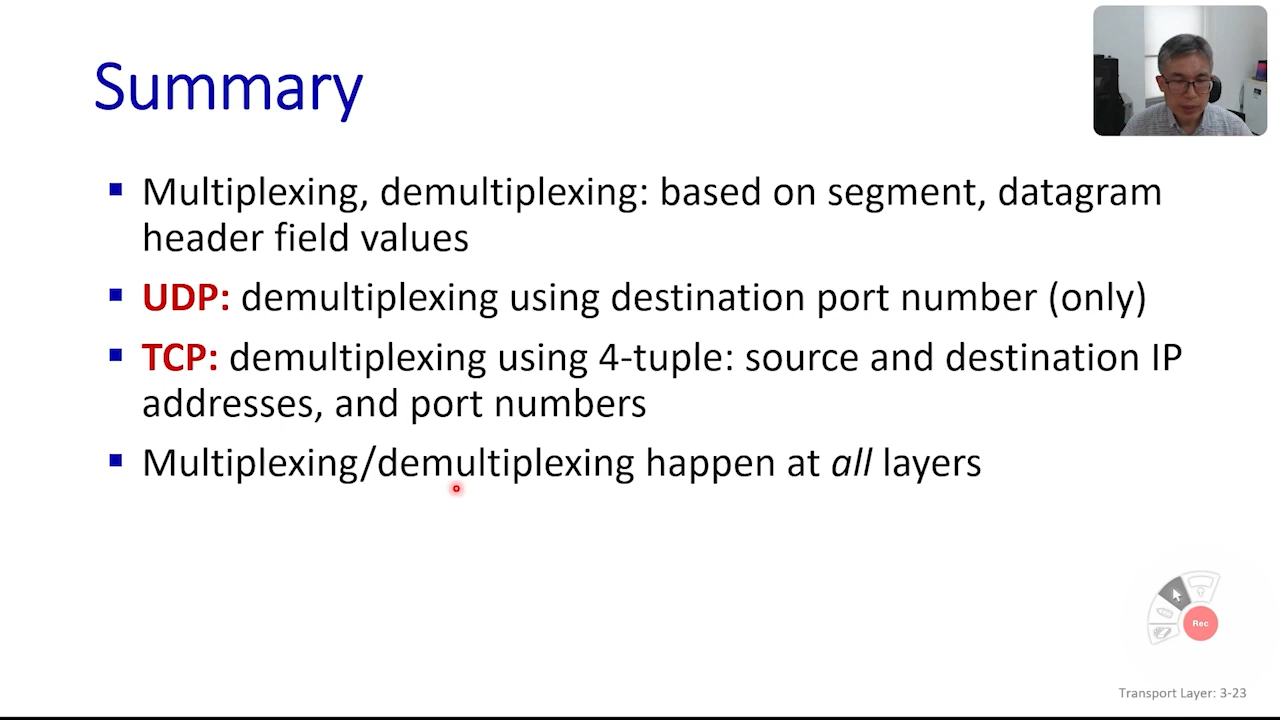 Summary
Multiplexing, demultiplexing: based on segment, datagram
header field values
UDP: demultiplexing using destination port number (only)
TCP: demultiplexing using 4-tuple: source and destination IP
addresses, and port numbers
Multiplexing/demultiplexing happen at all layers
Rec
Transport Layer: 3-23